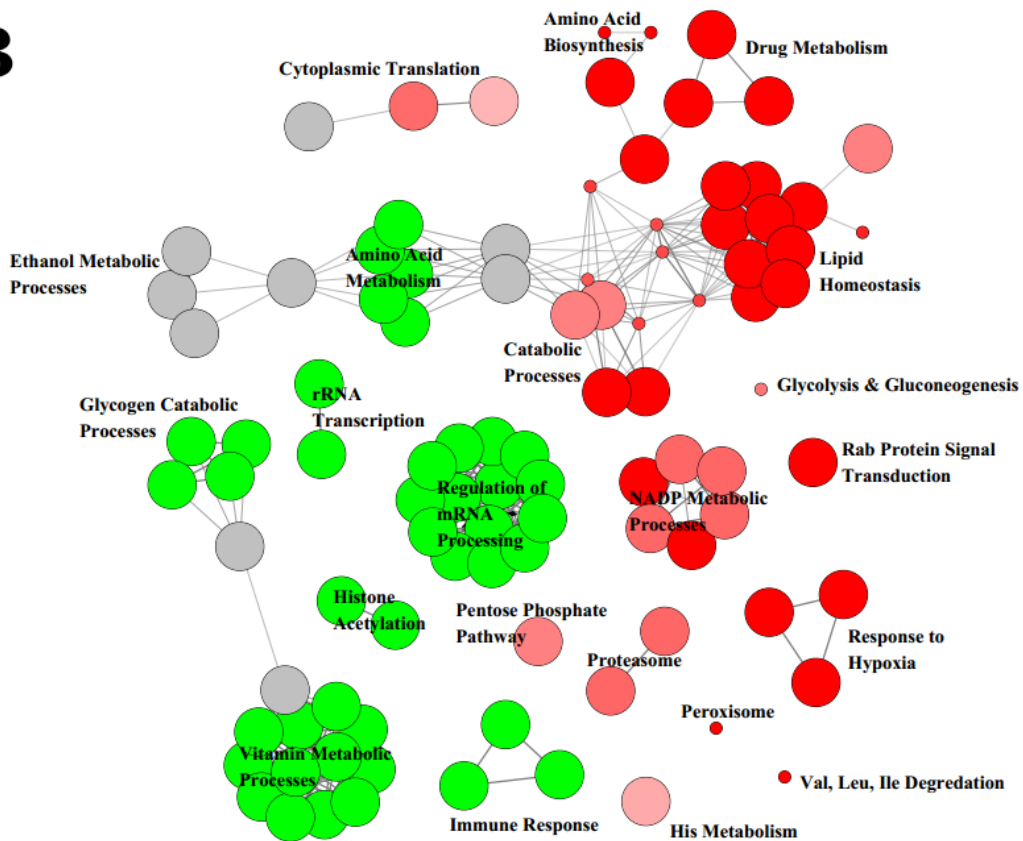 B
Amino Acid
Biosynthesis
Drug Metabolism
Cytoplasmic Translation
Ethanol Metabolic
Processes
Amino Acid
Metabolism
Lipid
Homeostasis
Catabolic
Processes
Glycolysis & Gluconeogenesis
Glycogen Catabolic
Processes
rRNA
Transcription
Rab Protein Signal
Transduction
Regulation of
mRNA
Processing
NADP Metabolic
Processes
Histone
Acetylation
Pentose Phosphate
Pathway
Proteasome
Response to
Hypoxia
Peroxisome
Vitamin Metabolic
Processes
Val, Leu, Ile Degredation
Immune Response
His Metabolism